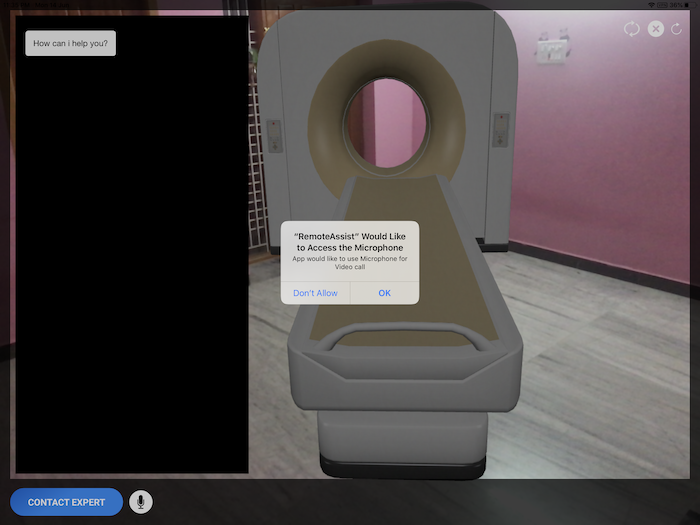 38%
How can i help you?
“RemoteAssist” Would Like
to Access the Microphone
App would like to use Microphone for
Video call
Don’t Allow
OK
CONTACT EXPERT